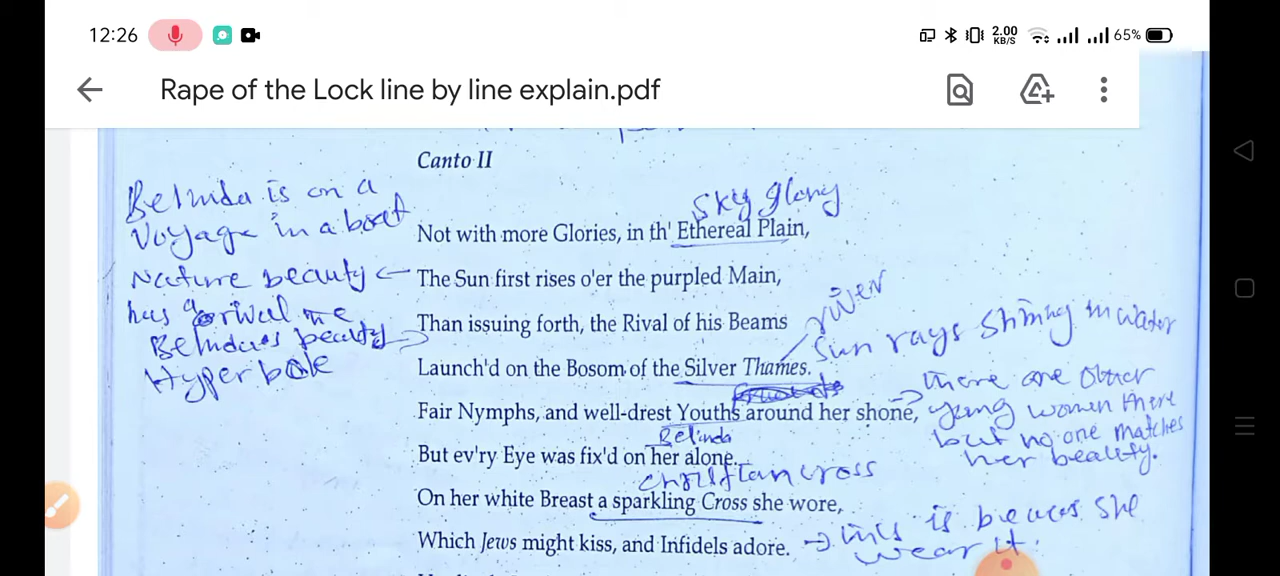 12:26
2.00 KB/S
65%
Rape of the Lock line by line explain.pdf
Canto II
Belinda is on a
Voyage in a boat
Sky glory
Not with more Glories, in th' Ethereal Plain,
Nature beauty
The Sun first rises o'er the purpled Main,
has rival
river
Than issuing forth, the Rival of his Beams
Belindas beauty
Sun rays shining in water
Launch'd on the Bosom of the Silver Thames.
Hyperbole
Fair Nymphs, and well-drest Youths around her shone,
there are other
young women there
but no one matches
her beauty.
Belinda
But ev'ry Eye was fix'd on her alone.
Christian cross
On her white Breast a sparkling Cross she wore,
Which Jews might kiss, and Infidels adore.
this is becaus she
wear it.